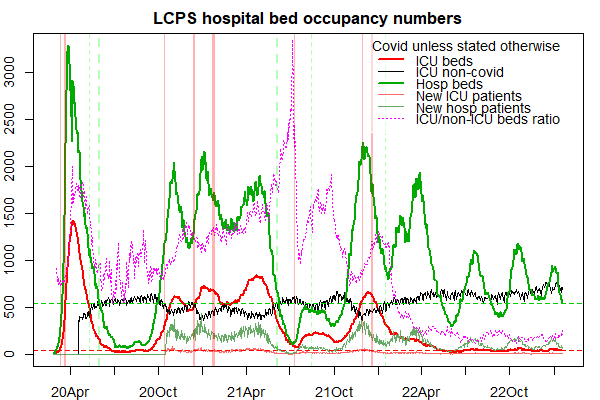 LCPS hospital bed occupancy numbers
Covid unless stated otherwise
ICU beds
ICU non-covid
Hosp beds
New ICU patients
New hosp patients
ICU/non-ICU beds ratio
3000
2500
2000
1500
1000
500
0
20Apr 20Oct 21Apr 21Oct 22Apr 22Oct